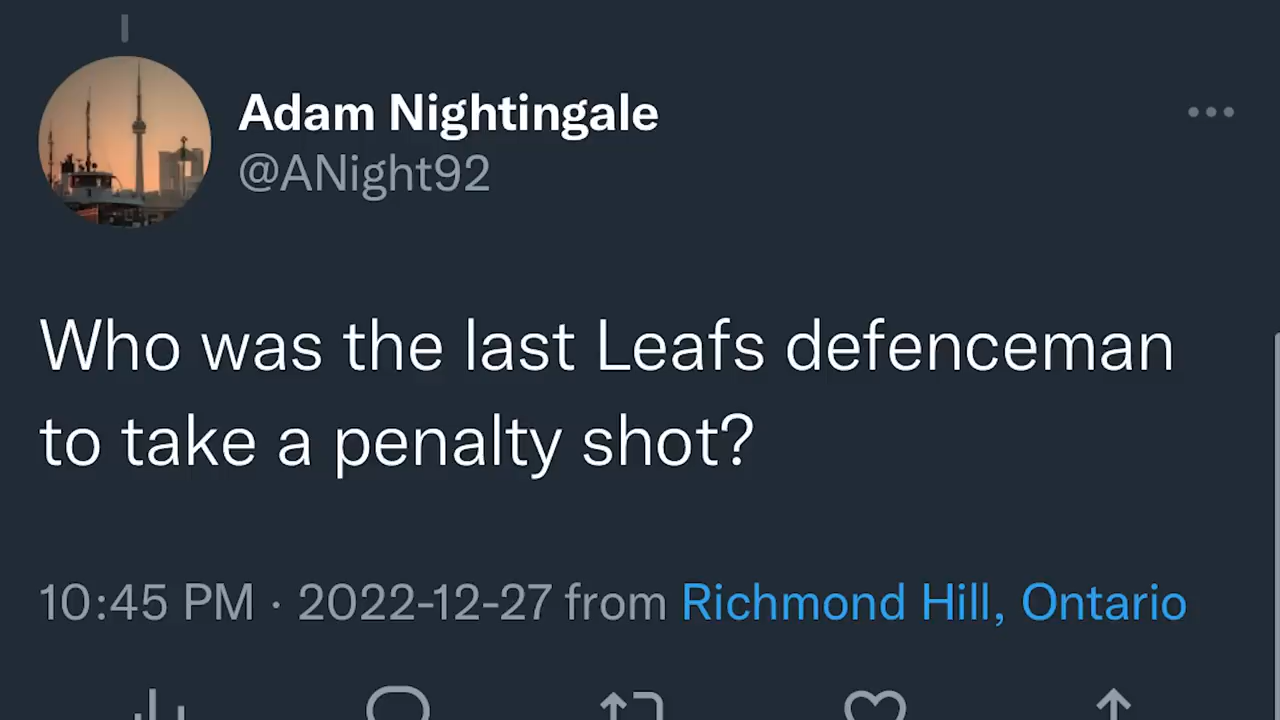 Adam Nightingale
@ANight92
Who was the last Leafs defenceman
to take a penalty shot?
10:45 PM · 2022-12-27 from Richmond Hill, Ontario